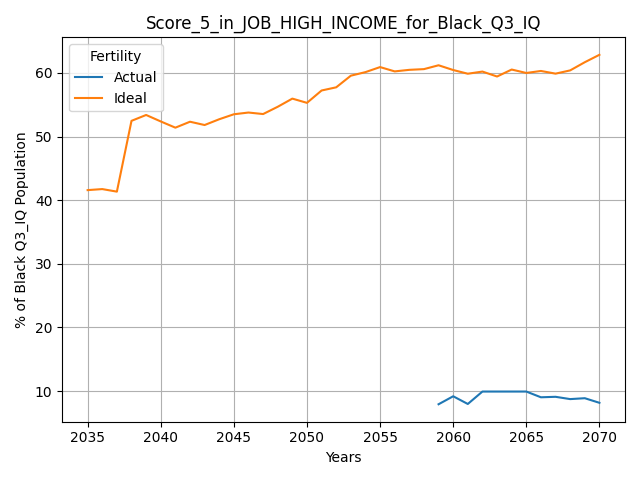 Score_5_in_JOB_HIGH_INCOME_for_Black_Q3_IQ
Fertility
Actual
Ideal
% of Black Q3_IQ Population
60
50
40
30
20
10
2035 2040 2045 2050 2055 2060 2065 2070
Years